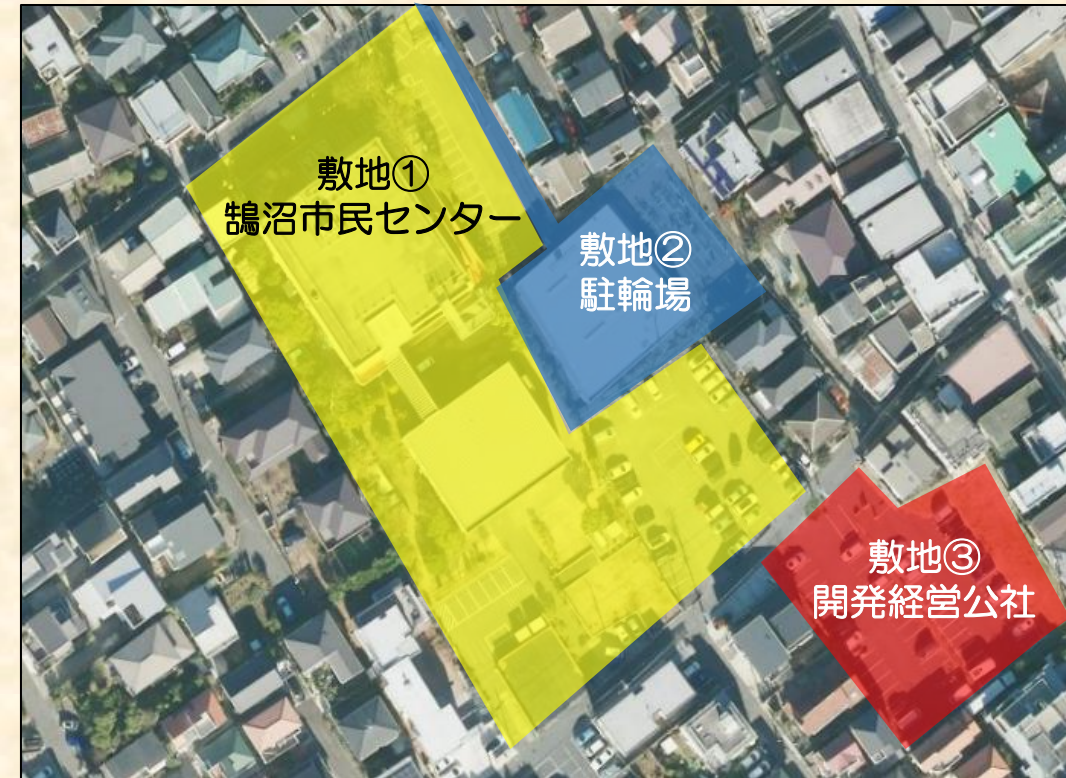 敷地①
鵠沼市民センター
敷地②
駐輪場
敷地③
開発経営公社